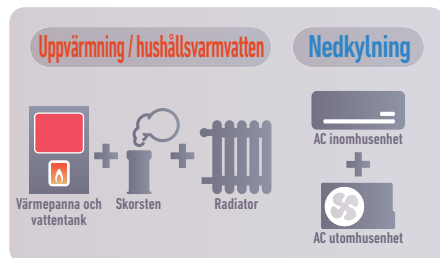 Uppvärmning / hushållsvarmvatten
Nedkylning
Värmepanna och
vattentank
Skorsten
Radiator
AC inomhusenhet
AC utomhusenhet